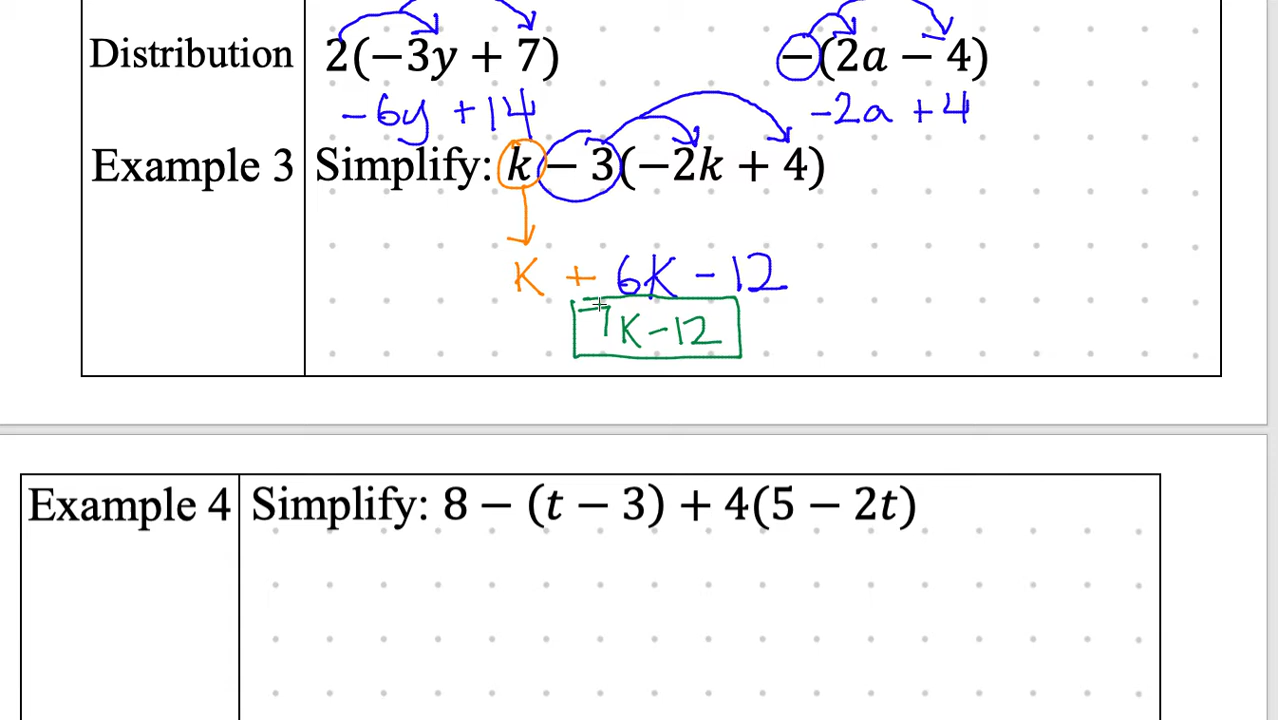 Distribution 2(−3y + 7) −(2a − 4)
-6y + 14 -2a + 4
Example 3 Simplify: k − 3(−2k + 4)
K + 6K - 12
7K - 12
Example 4 Simplify: 8 − (t − 3) + 4(5 − 2t)